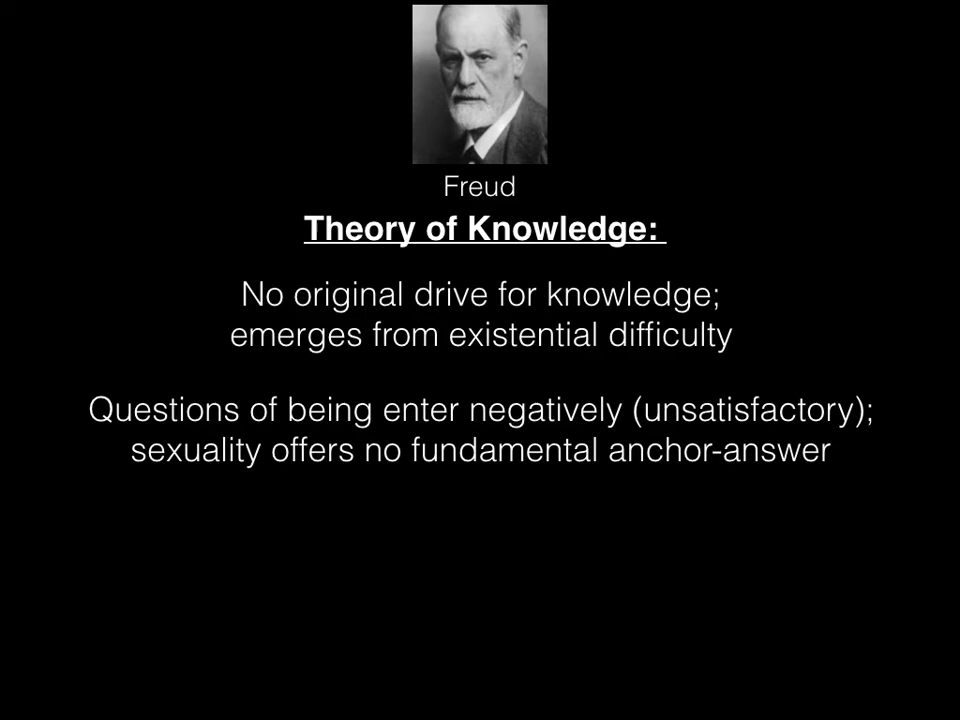 Freud
Theory of Knowledge:
No original drive for knowledge;
emerges from existential difficulty
Questions of being enter negatively (unsatisfactory);
sexuality offers no fundamental anchor-answer